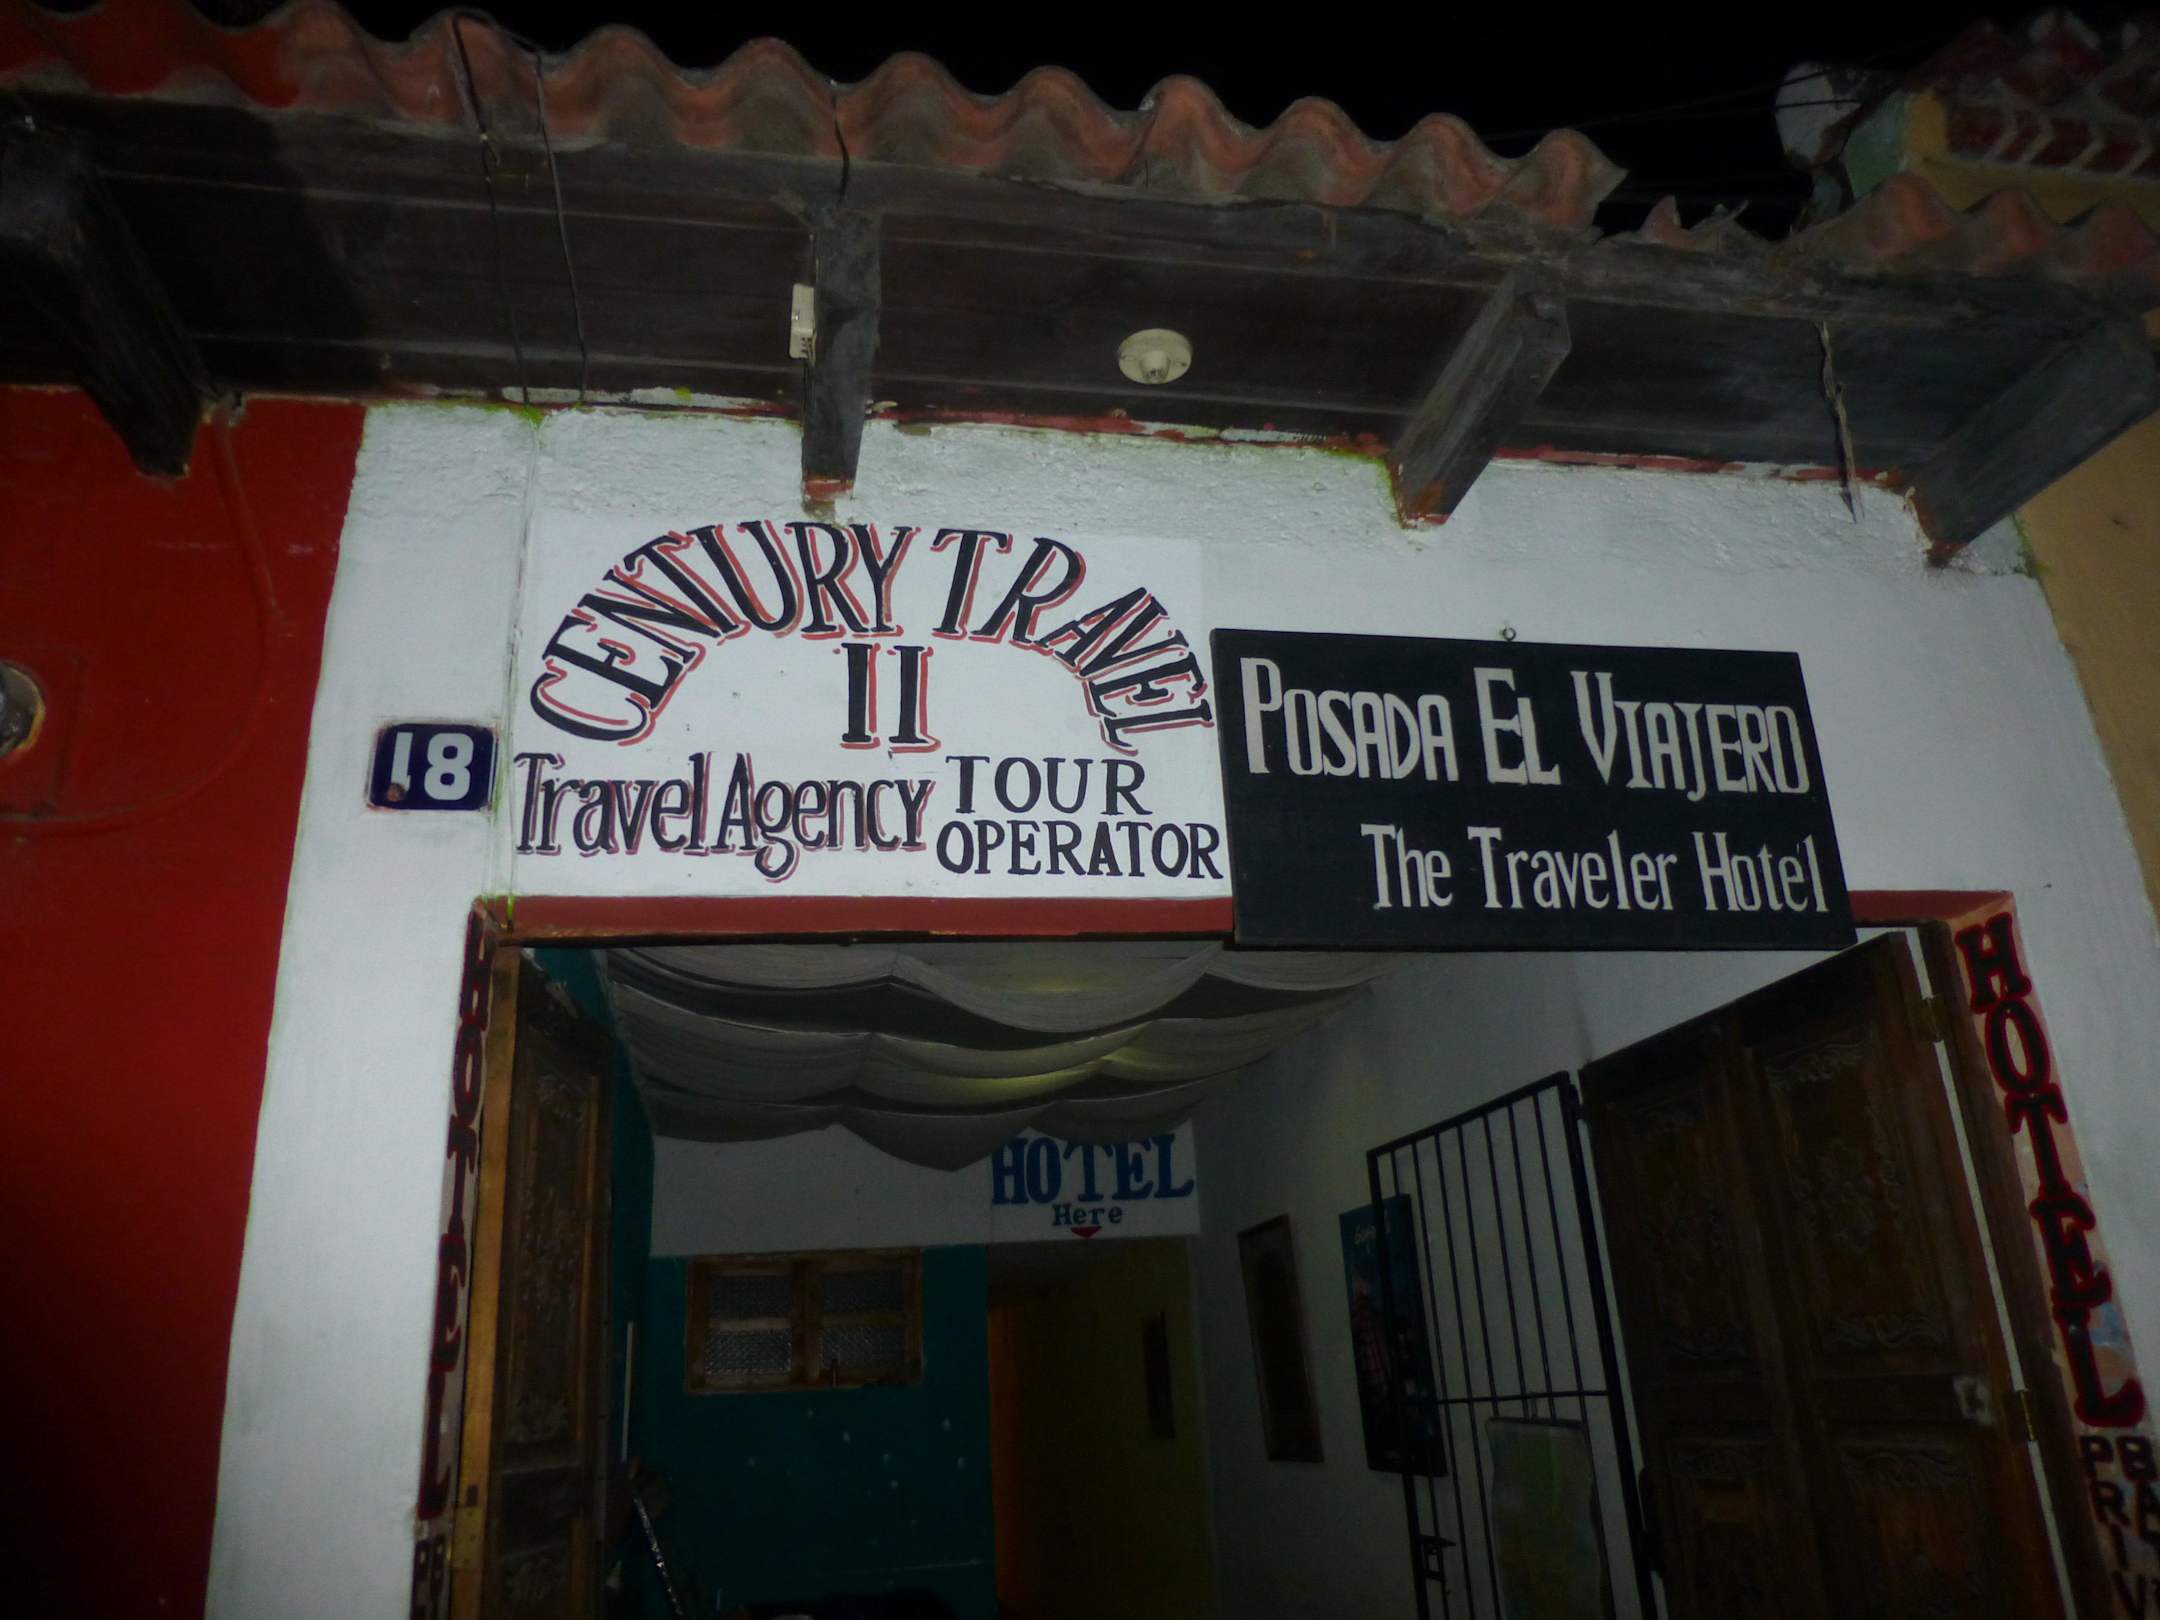 CENTURY TRAVEL
II
Travel Agency
TOUR
OPERATOR
18
POSADA EL VIAJERO
The Traveler Hotel
HOTEL
Here
HOTEL
HOTEL